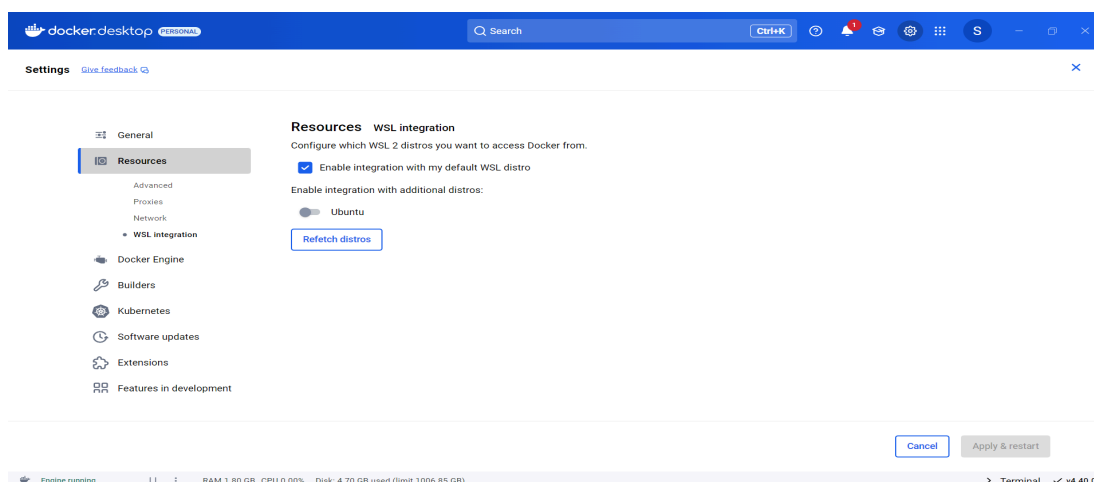 docker.desktop PERSONAL Search Ctrl+K 1 S
Settings Give feedback
General
Resources
Advanced
Proxies
Network
WSL integration
Docker Engine
Builders
Kubernetes
Software updates
Extensions
Features in development
Resources WSL integration
Configure which WSL 2 distros you want to access Docker from.
Enable integration with my default WSL distro
Enable integration with additional distros:
Ubuntu
Refetch distros
Cancel Apply & restart
Engine running RAM 1.80 GB CPU 0.00% Disk: 4.70 GB used (limit 1006.85 GB) Terminal v4.40.0